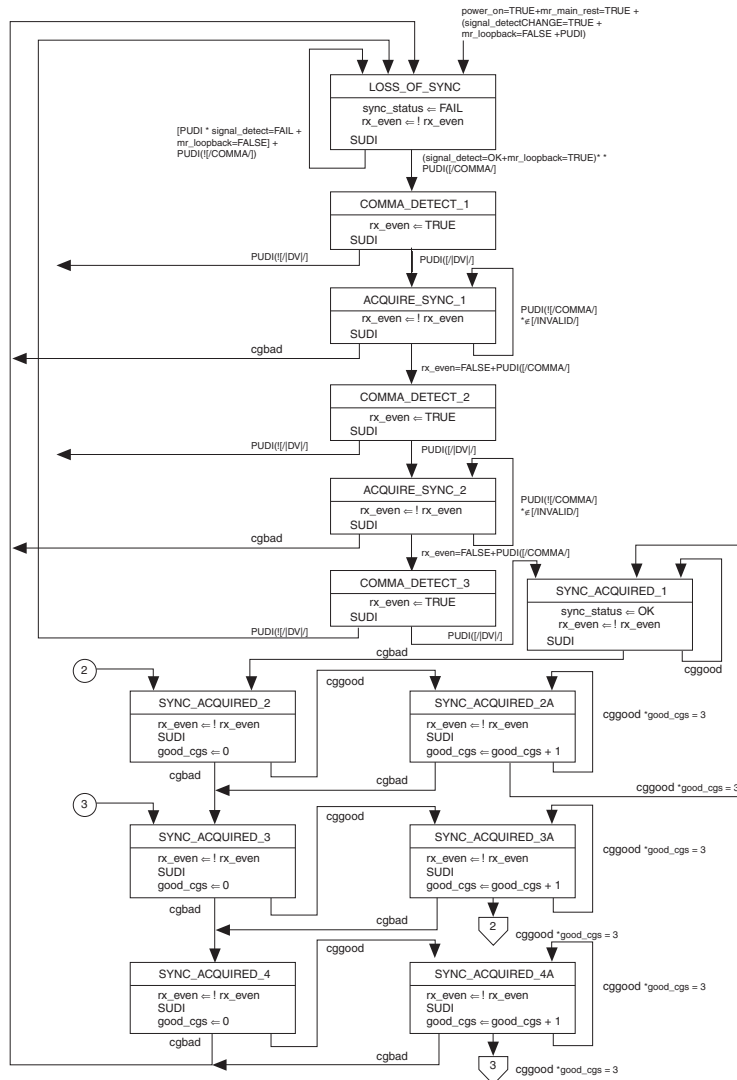 power_on=TRUE+mr_main_rest=TRUE +
(signal_detectCHANGE=TRUE +
mr_loopback=FALSE +PUDI)
LOSS_OF_SYNC
sync_status ⇐ FAIL
rx_even ⇐ ! rx_even
SUDI
[PUDI * signal_detect=FAIL +
mr_loopback=FALSE] +
PUDI(![/COMMA/])
(signal_detect=OK+mr_loopback=TRUE)* *
PUDI([/COMMA/]
COMMA_DETECT_1
rx_even ⇐ TRUE
SUDI
PUDI(![/|DV|/]
PUDI([/|DV|/]
ACQUIRE_SYNC_1
rx_even ⇐ ! rx_even
SUDI
PUDI(![/COMMA/]
*∉[/INVALID/]
cgbad
rx_even=FALSE+PUDI([/COMMA/]
COMMA_DETECT_2
rx_even ⇐ TRUE
SUDI
PUDI(![/|DV|/]
PUDI([/|DV|/]
ACQUIRE_SYNC_2
rx_even ⇐ ! rx_even
SUDI
PUDI(![/COMMA/]
*∉[/INVALID/]
cgbad
rx_even=FALSE+PUDI([/COMMA/]
COMMA_DETECT_3
rx_even ⇐ TRUE
SUDI
PUDI(![/|DV|/]
PUDI([/|DV|/]
SYNC_ACQUIRED_1
sync_status ⇐ OK
rx_even ⇐ ! rx_even
SUDI
cgbad
cggood
2
SYNC_ACQUIRED_2
rx_even ⇐ ! rx_even
SUDI
good_cgs ⇐ 0
cggood
SYNC_ACQUIRED_2A
rx_even ⇐ ! rx_even
SUDI
good_cgs ⇐ good_cgs + 1
cggood *good_cgs = 3
cgbad
cgbad
cggood *good_cgs = 3
3
SYNC_ACQUIRED_3
rx_even ⇐ ! rx_even
SUDI
good_cgs ⇐ 0
cggood
SYNC_ACQUIRED_3A
rx_even ⇐ ! rx_even
SUDI
good_cgs ⇐ good_cgs + 1
cggood *good_cgs = 3
cgbad
cgbad
2
cggood *good_cgs = 3
SYNC_ACQUIRED_4
rx_even ⇐ ! rx_even
SUDI
good_cgs ⇐ 0
cggood
SYNC_ACQUIRED_4A
rx_even ⇐ ! rx_even
SUDI
good_cgs ⇐ good_cgs + 1
cggood *good_cgs = 3
cgbad
cgbad
3
cggood *good_cgs = 3